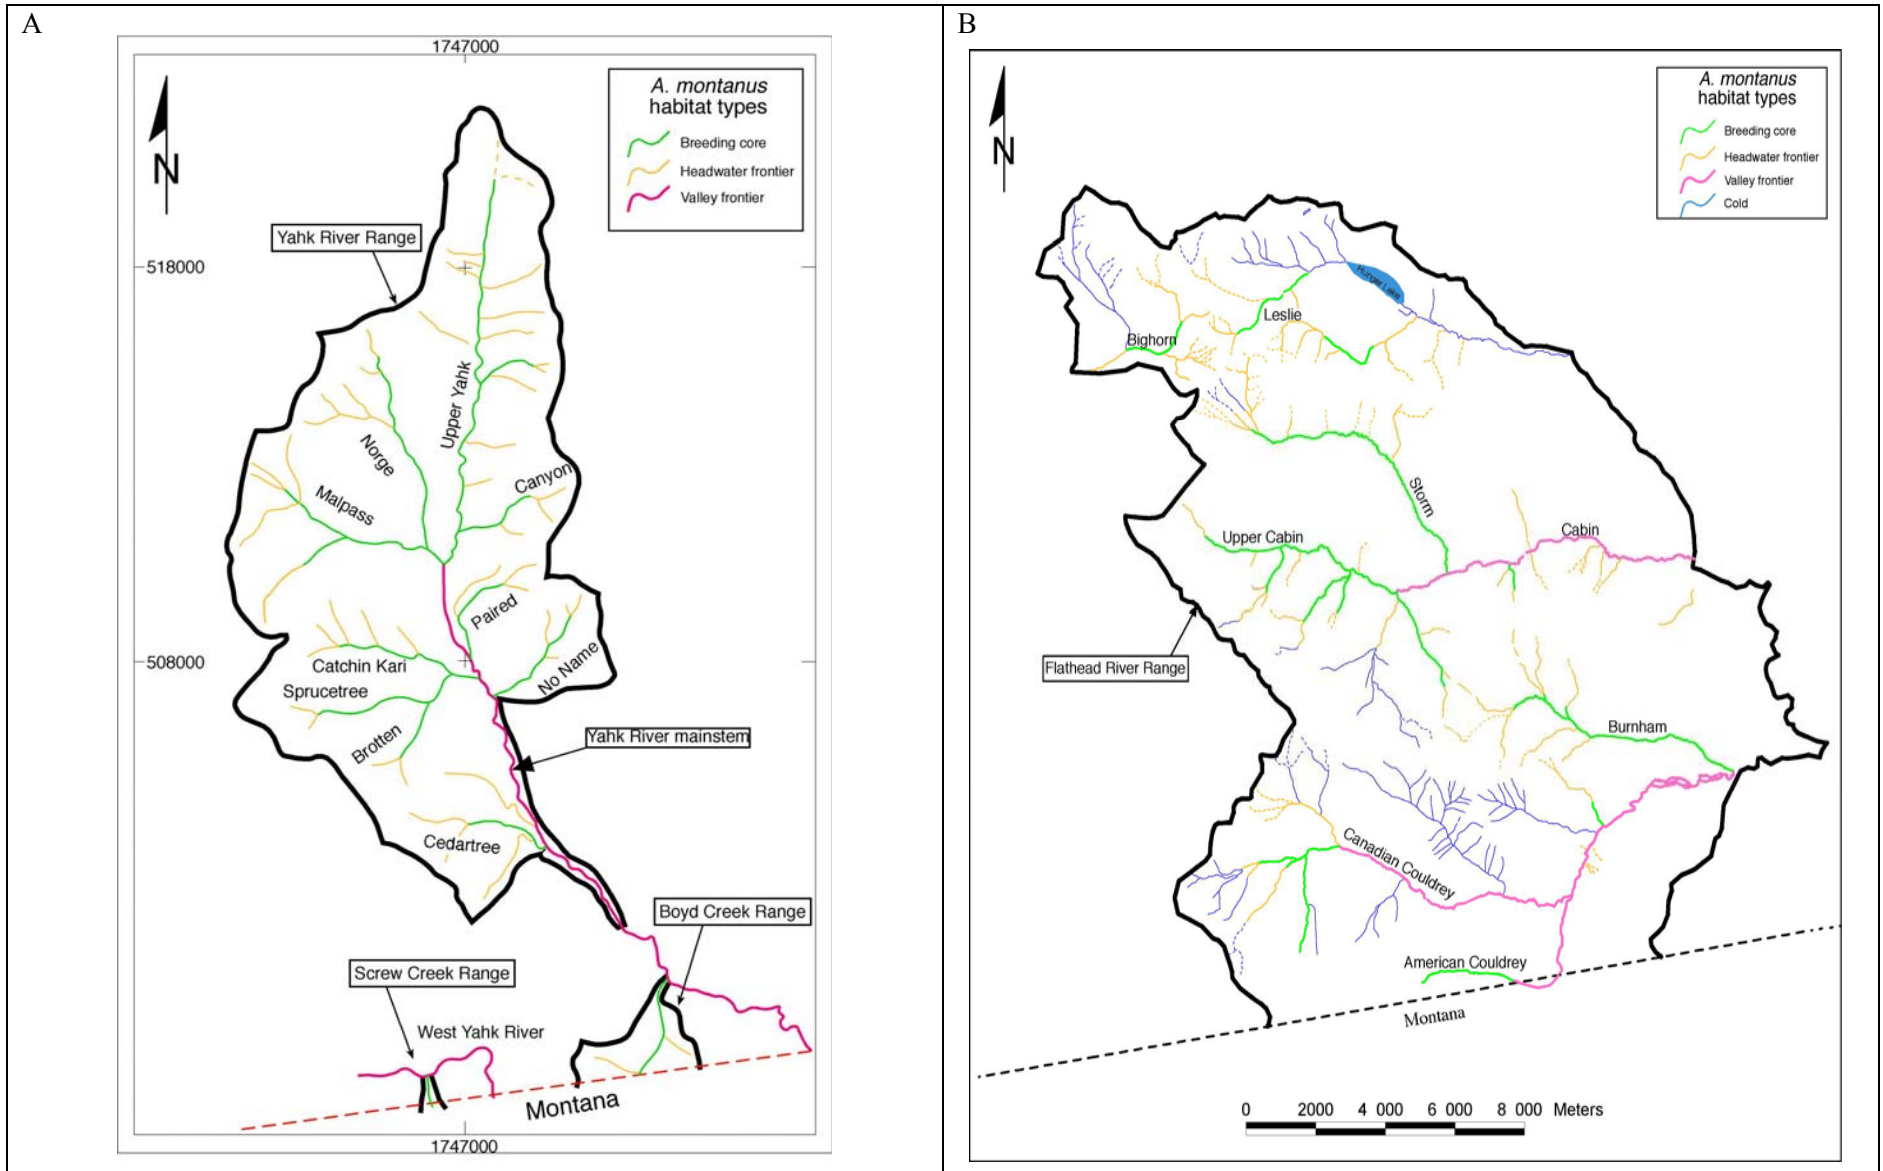 A
1747000
A. montanus
habitat types
Breeding core
Headwater frontier
Valley frontier
N
Yahk River Range
518000
Upper Yahk
Norge
Canyon
Malpass
Paired
508000
Catchin Kari
No Name
Sprucetree
Brotten
Yahk River mainstem
Cedartree
Boyd Creek Range
Screw Creek Range
West Yahk River
Montana
1747000
B
A. montanus
habitat types
Breeding core
Headwater frontier
Valley frontier
Cold
N
Hunger Lake
Leslie
Bighorn
Storm
Cabin
Upper Cabin
Flathead River Range
Burnham
Canadian Couldrey
American Couldrey
Montana
0 2000 4 000 6 000 8 000 Meters